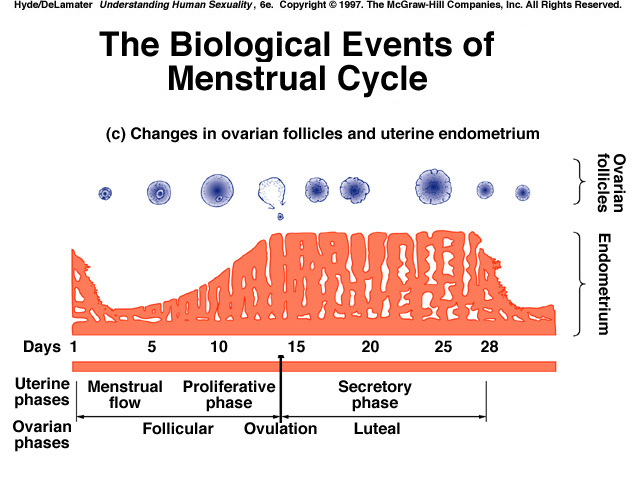 Hyde/DeLamater Understanding Human Sexuality, 6e. Copyright © 1997. The McGraw-Hill Companies, Inc. All Rights Reserved.
The Biological Events of
Menstrual Cycle
(c) Changes in ovarian follicles and uterine endometrium
Ovarian
follicles
Endometrium
Days 1 5 10 15 20 25 28
Uterine
phases
Menstrual
flow
Proliferative
phase
Secretory
phase
Ovarian
phases
Follicular Ovulation Luteal